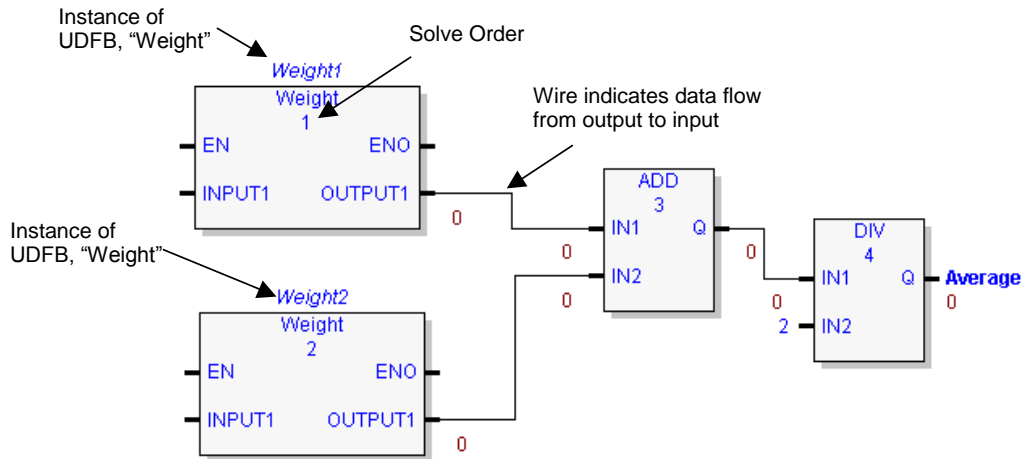 Instance of
UDFB, “Weight”
Solve Order
Weight1
Weight
1
EN ENO
INPUT1 OUTPUT1
0
Wire indicates data flow
from output to input
Instance of
UDFB, “Weight”
Weight2
Weight
2
EN ENO
INPUT1 OUTPUT1
0
ADD
3
IN1 Q
0 0
IN2
0
DIV
4
IN1 Q Average
0 0
2 IN2